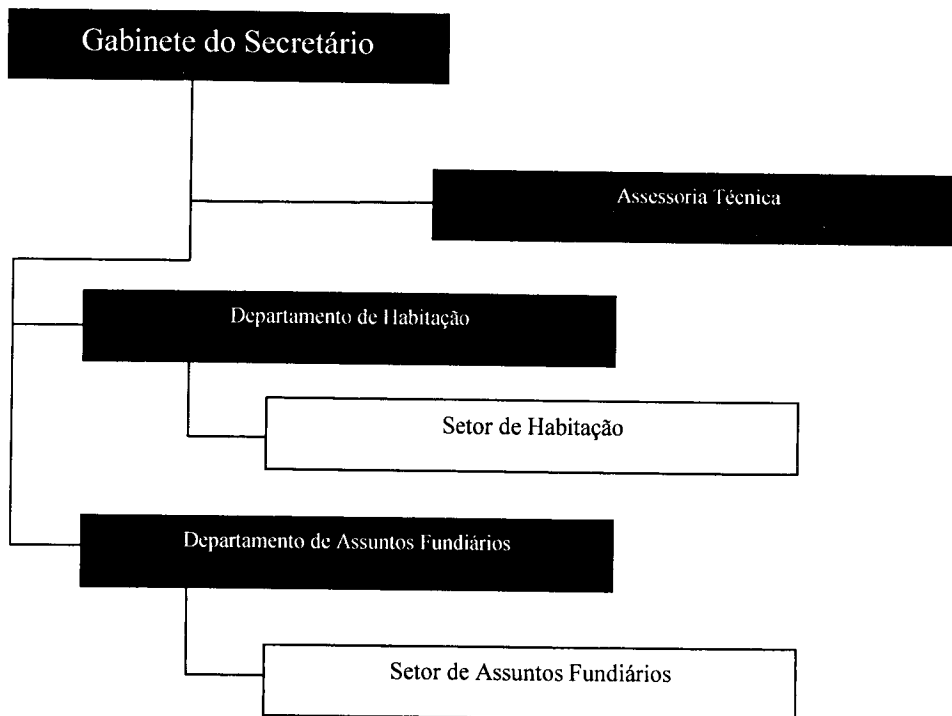 Gabinete do Secretário
Assessoria Técnica
Departamento de Habitação
Setor de Habitação
Departamento de Assuntos Fundiários
Setor de Assuntos Fundiários